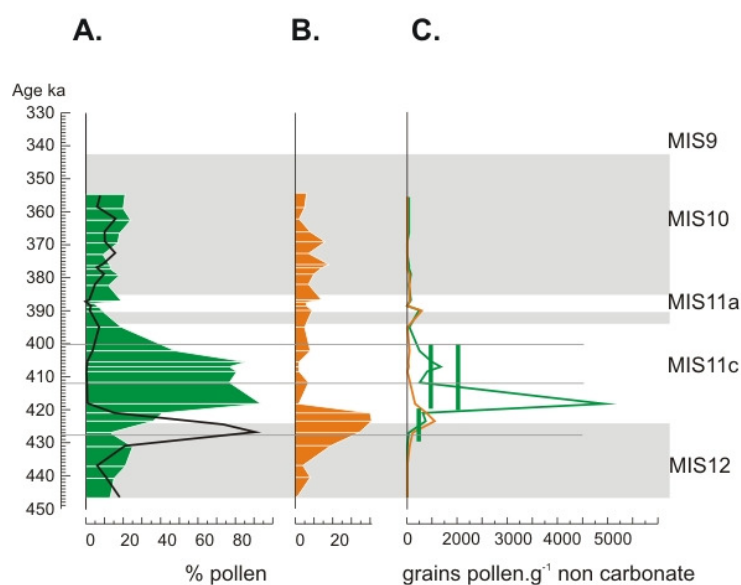 A. B. C.
Age ka
330
340
350
360
370
380
390
400
410
420
430
440
450
MIS9
MIS10
MIS11a
MIS11c
MIS12
0 20 40 60 80
0 20
0 2000 3000 4000 5000
% pollen
grains pollen.g⁻¹ non carbonate